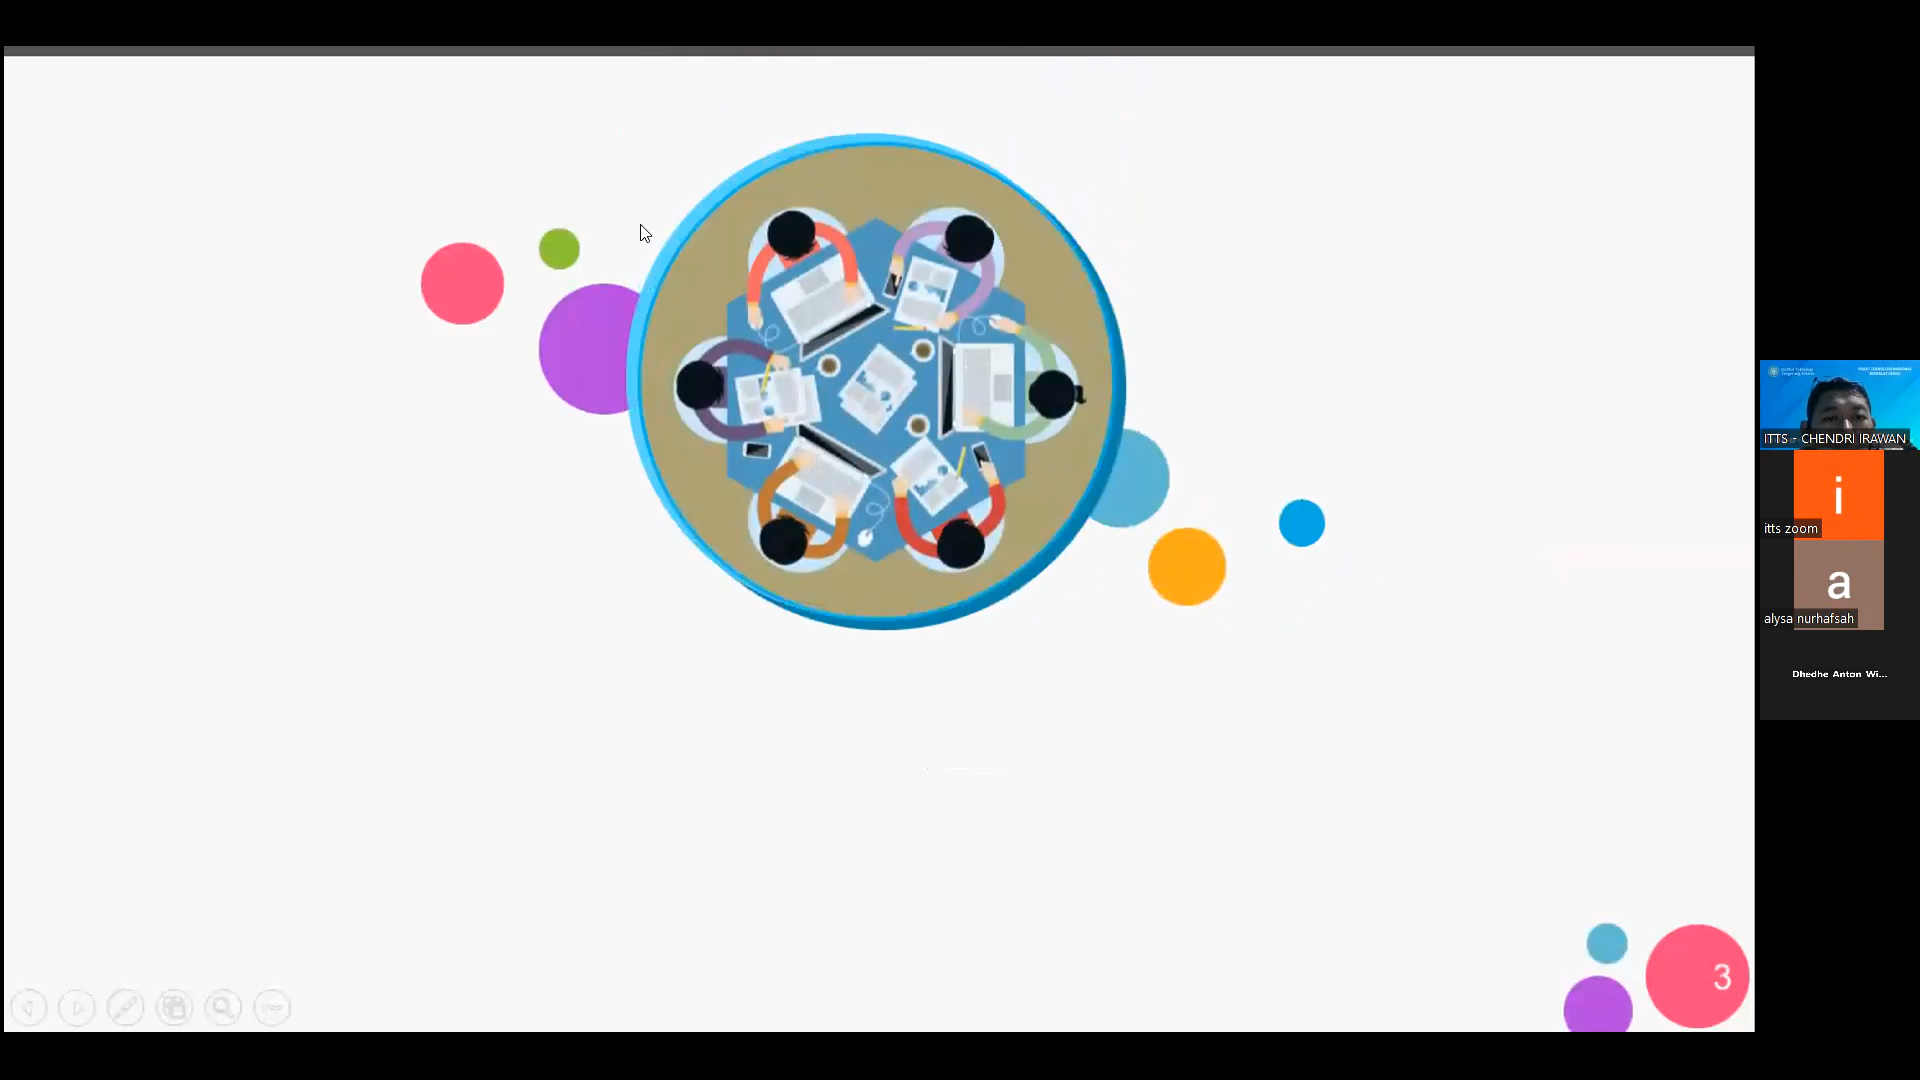 ITTS - CHENDRI IRAWAN
i
itts zoom
a
alysa nurhafsah
Dhedhe Anton Wi...
3